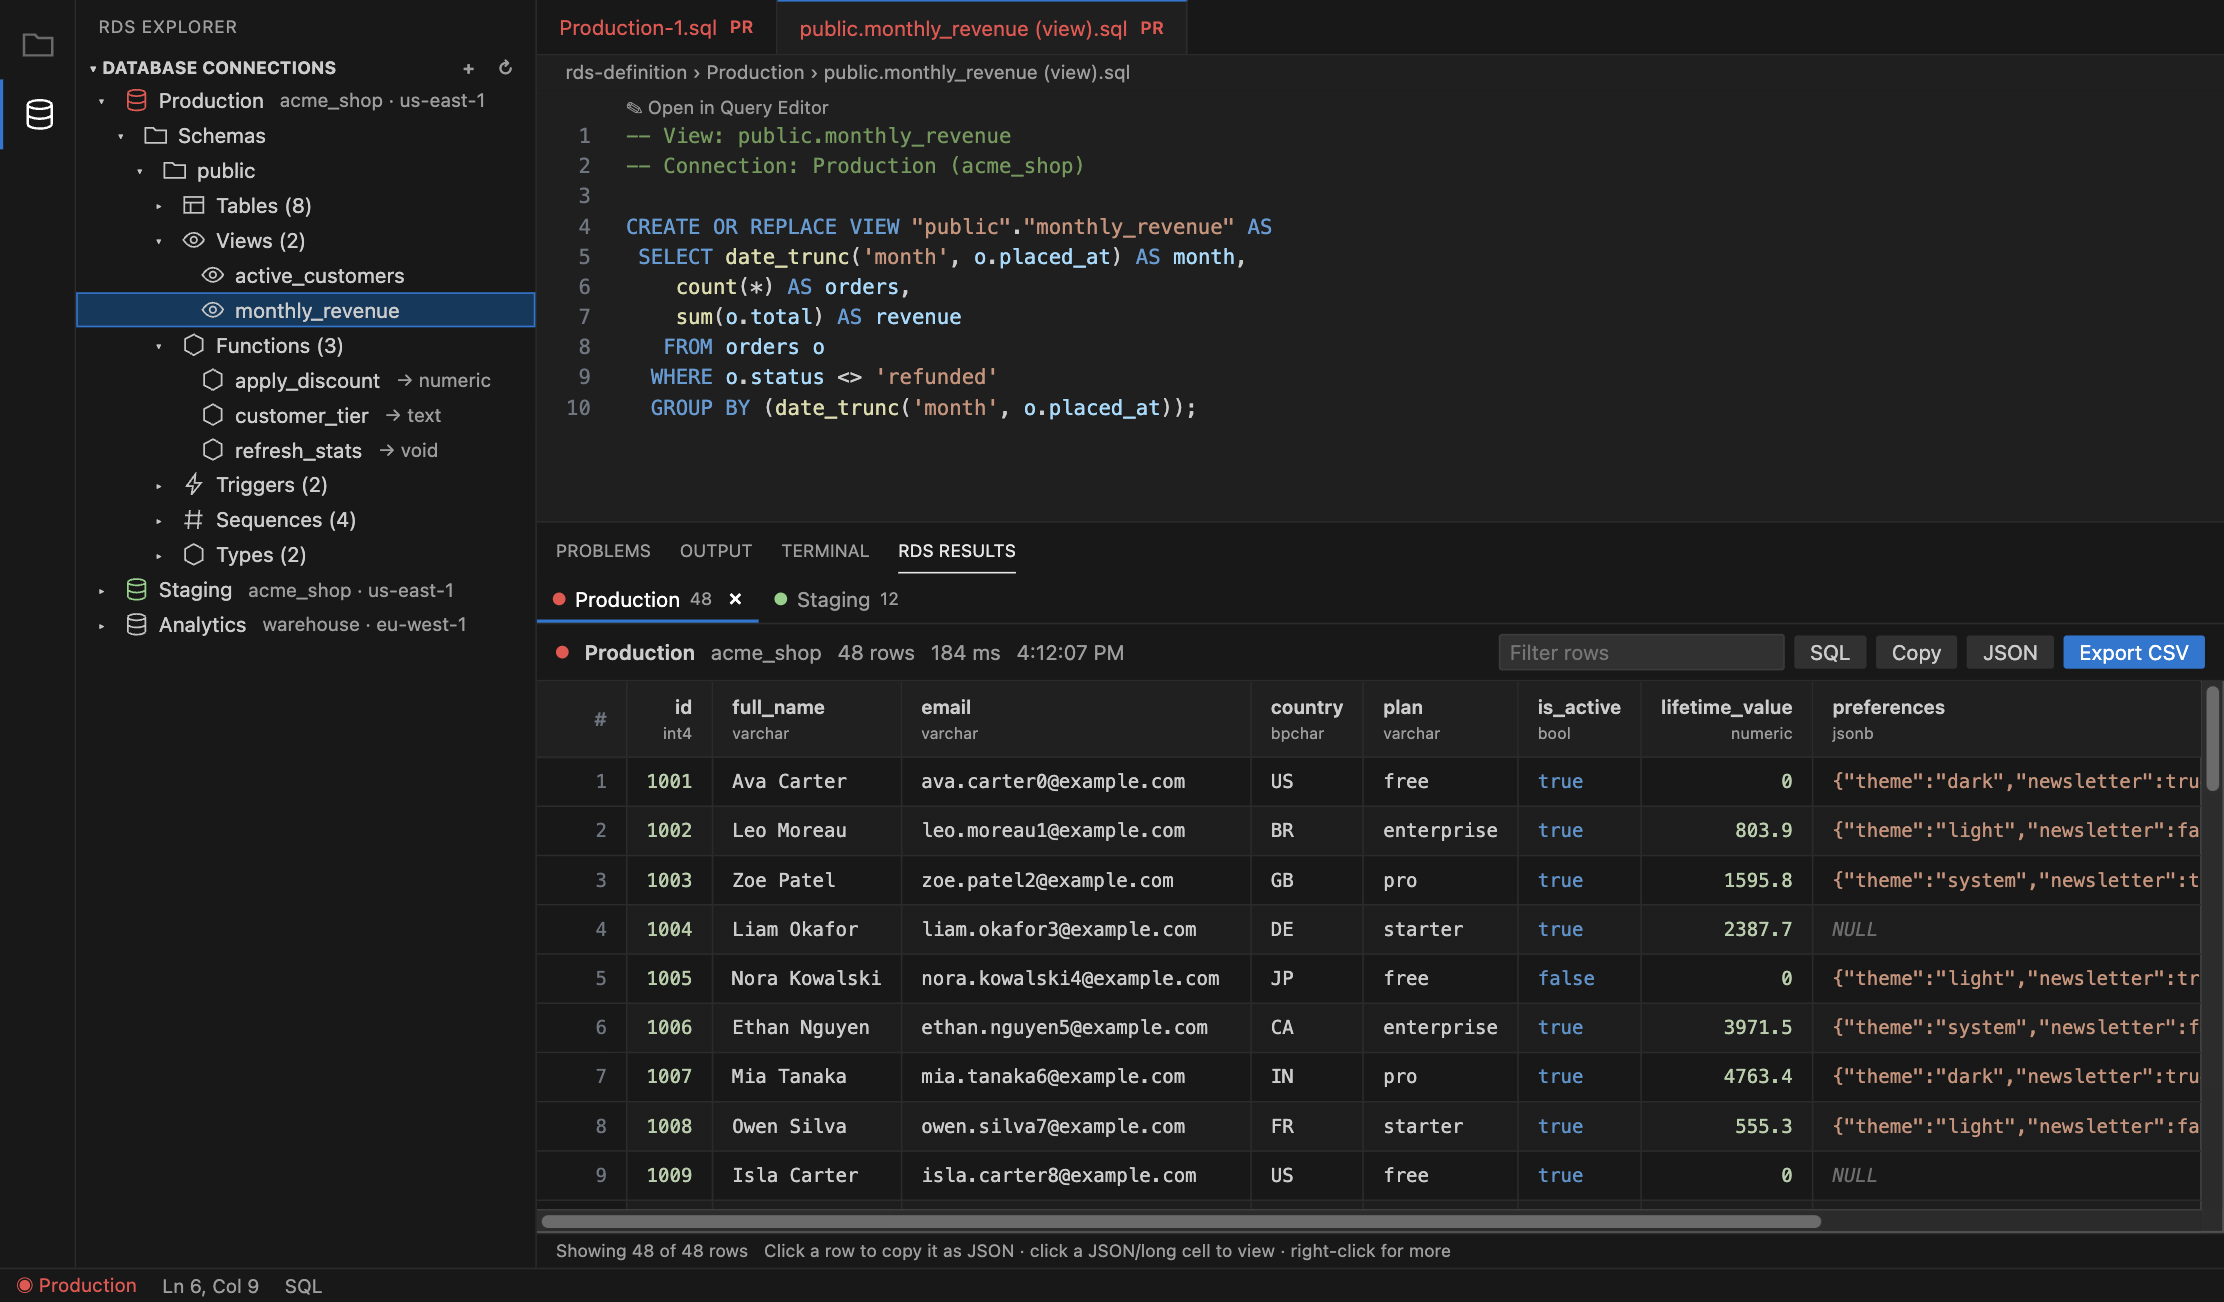 RDS EXPLORER
DATABASE CONNECTIONS
Production acme_shop · us-east-1
Schemas
public
Tables (8)
Views (2)
active_customers
monthly_revenue
Functions (3)
apply_discount → numeric
customer_tier → text
refresh_stats → void
Triggers (2)
Sequences (4)
Types (2)
Staging acme_shop · us-east-1
Analytics warehouse · eu-west-1
Production-1.sql PR
public.monthly_revenue (view).sql PR
rds-definition › Production › public.monthly_revenue (view).sql
✎ Open in Query Editor
1 -- View: public.monthly_revenue
2 -- Connection: Production (acme_shop)
3
4 CREATE OR REPLACE VIEW "public"."monthly_revenue" AS
5 SELECT date_trunc('month', o.placed_at) AS month,
6 count(*) AS orders,
7 sum(o.total) AS revenue
8 FROM orders o
9 WHERE o.status <> 'refunded'
10 GROUP BY (date_trunc('month', o.placed_at));
PROBLEMS OUTPUT TERMINAL RDS RESULTS
Production 48 × Staging 12
Production acme_shop 48 rows 184 ms 4:12:07 PM Filter rows SQL Copy JSON Export CSV
# id full_name email country plan is_active lifetime_value preferences
int4 varchar varchar bpchar varchar bool numeric jsonb
1 1001 Ava Carter ava.carter0@example.com US free true 0 {"theme":"dark","newsletter":tru
2 1002 Leo Moreau leo.moreau1@example.com BR enterprise true 803.9 {"theme":"light","newsletter":fa
3 1003 Zoe Patel zoe.patel2@example.com GB pro true 1595.8 {"theme":"system","newsletter":t
4 1004 Liam Okafor liam.okafor3@example.com DE starter true 2387.7 NULL
5 1005 Nora Kowalski nora.kowalski4@example.com JP free false 0 {"theme":"light","newsletter":tr
6 1006 Ethan Nguyen ethan.nguyen5@example.com CA enterprise true 3971.5 {"theme":"system","newsletter":f
7 1007 Mia Tanaka mia.tanaka6@example.com IN pro true 4763.4 {"theme":"dark","newsletter":tru
8 1008 Owen Silva owen.silva7@example.com FR starter true 555.3 {"theme":"light","newsletter":fa
9 1009 Isla Carter isla.carter8@example.com US free true 0 NULL
Showing 48 of 48 rows Click a row to copy it as JSON · click a JSON/long cell to view · right-click for more
Production Ln 6, Col 9 SQL